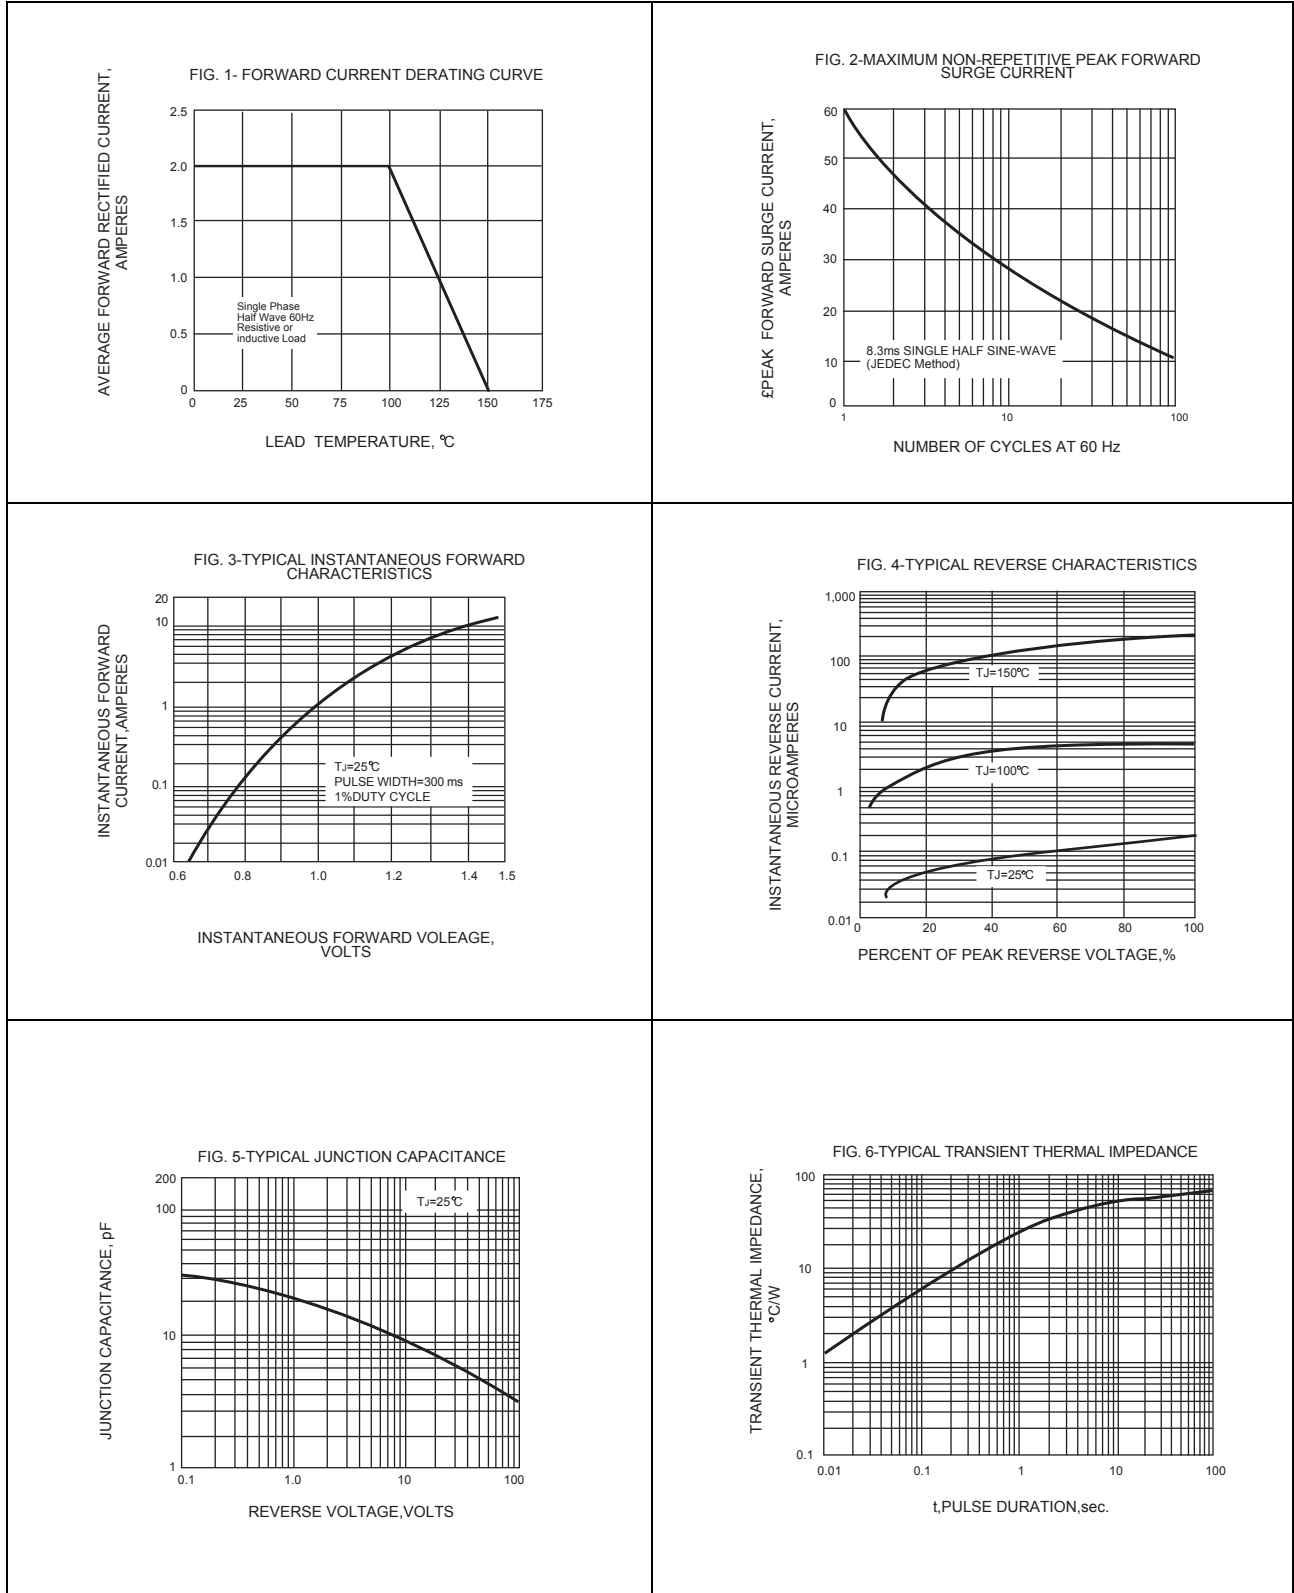 FIG. 1- FORWARD CURRENT DERATING CURVE
AVERAGE FORWARD RECTIFIED CURRENT,
AMPERES
2.5
2.0
1.5
1.0
0.5
0
Single Phase
Half Wave 60Hz
Resistive or
inductive Load
0 25 50 75 100 125 150 175
LEAD TEMPERATURE, °C
FIG. 2-MAXIMUM NON-REPETITIVE PEAK FORWARD
SURGE CURRENT
£PEAK FORWARD SURGE CURRENT,
AMPERES
60
50
40
30
20
10
0
8.3ms SINGLE HALF SINE-WAVE
(JEDEC Method)
1 10 100
NUMBER OF CYCLES AT 60 Hz
FIG. 3-TYPICAL INSTANTANEOUS FORWARD
CHARACTERISTICS
INSTANTANEOUS FORWARD
CURRENT,AMPERES
20
10
1
0.1
0.01
TJ=25°C
PULSE WIDTH=300 ms
1%DUTY CYCLE
0.6 0.8 1.0 1.2 1.4 1.5
INSTANTANEOUS FORWARD VOLEAGE,
VOLTS
FIG. 4-TYPICAL REVERSE CHARACTERISTICS
INSTANTANEOUS REVERSE CURRENT,
MICROAMPERES
1,000
100
10
1
0.1
0.01
TJ=150°C
TJ=100°C
TJ=25°C
0 20 40 60 80 100
PERCENT OF PEAK REVERSE VOLTAGE,%
FIG. 5-TYPICAL JUNCTION CAPACITANCE
JUNCTION CAPACITANCE, pF
200
100
10
1
TJ=25°C
0.1 1.0 10 100
REVERSE VOLTAGE,VOLTS
FIG. 6-TYPICAL TRANSIENT THERMAL IMPEDANCE
TRANSIENT THERMAL IMPEDANCE,
°C/W
100
10
1
0.1
0.01 0.1 1 10 100
t,PULSE DURATION,sec.